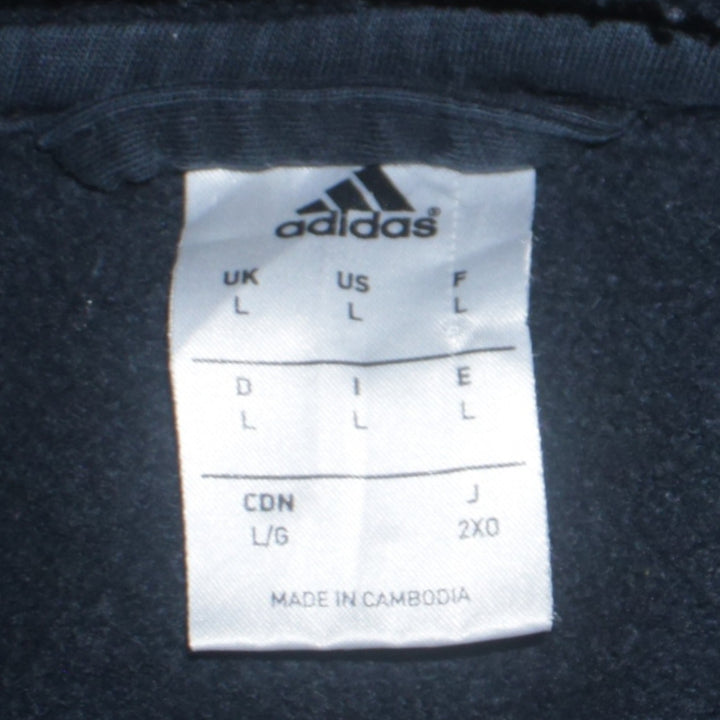 adidas®
UK US F
L L L
D I E
L L L
CDN J
L/G 2XO
MADE IN CAMBODIA